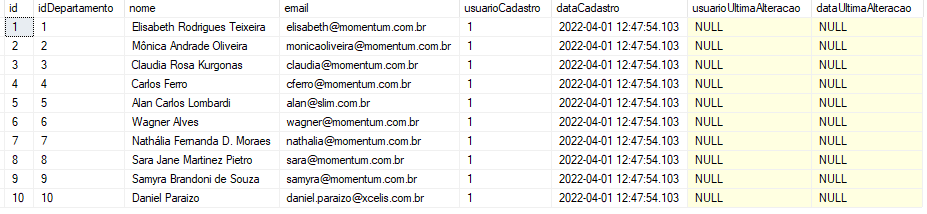 id idDepartamento nome email usuarioCadastro dataCadastro usuarioUltimaAlteracao dataUltimaAlteracao
1 1 Elisabeth Rodrigues Teixeira elisabeth@momentum.com.br 1 2022-04-01 12:47:54.103 NULL NULL
2 2 Mônica Andrade Oliveira monicaoliveira@momentum.com.br 1 2022-04-01 12:47:54.103 NULL NULL
3 3 Claudia Rosa Kurgonas claudia@momentum.com.br 1 2022-04-01 12:47:54.103 NULL NULL
4 4 Carlos Ferro cferro@momentum.com.br 1 2022-04-01 12:47:54.103 NULL NULL
5 5 Alan Carlos Lombardi alan@slim.com.br 1 2022-04-01 12:47:54.103 NULL NULL
6 6 Wagner Alves wagner@momentum.com.br 1 2022-04-01 12:47:54.103 NULL NULL
7 7 Nathália Fernanda D. Moraes nathalia@momentum.com.br 1 2022-04-01 12:47:54.103 NULL NULL
8 8 Sara Jane Martinez Pietro sara@momentum.com.br 1 2022-04-01 12:47:54.103 NULL NULL
9 9 Samyra Brandoni de Souza samyra@momentum.com.br 1 2022-04-01 12:47:54.103 NULL NULL
10 10 Daniel Paraizo daniel.paraizo@xcelis.com.br 1 2022-04-01 12:47:54.103 NULL NULL